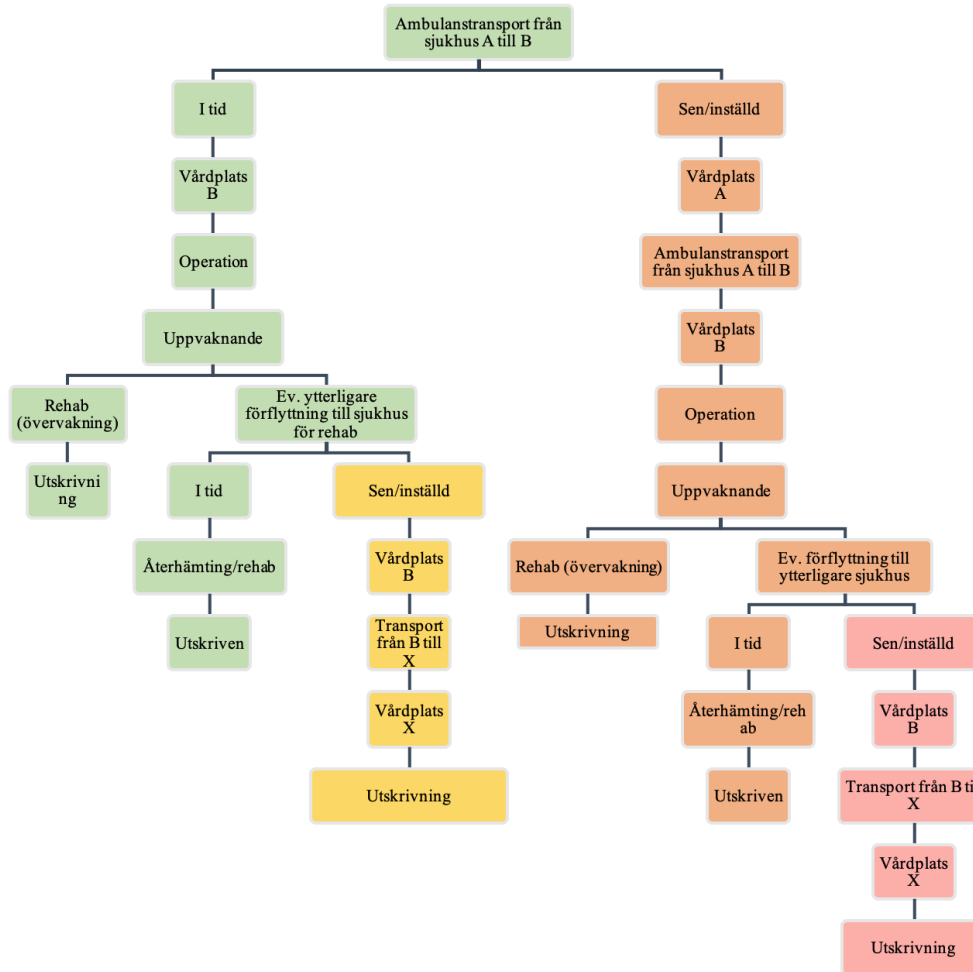 Ambulanstransport från
sjukhus A till B
I tid
Vårdplats
B
Operation
Uppvaknande
Rehab
(övervakning)
Utskrivni
ng
Ev. ytterligare
förflyttning till sjukhus
för rehab
I tid
Återhämting/rehab
Utskriven
Sen/inställd
Vårdplats
B
Transport
från B till
X
Vårdplats
X
Utskrivning
Sen/inställd
Vårdplats
A
Ambulanstransport
från sjukhus A till B
Vårdplats
B
Operation
Uppvaknande
Rehab (övervakning)
Utskrivning
Ev. förflyttning till
ytterligare sjukhus
I tid
Återhämting/reh
ab
Utskriven
Sen/inställd
Vårdplats
B
Transport från B ti
X
Vårdplats
X
Utskrivning